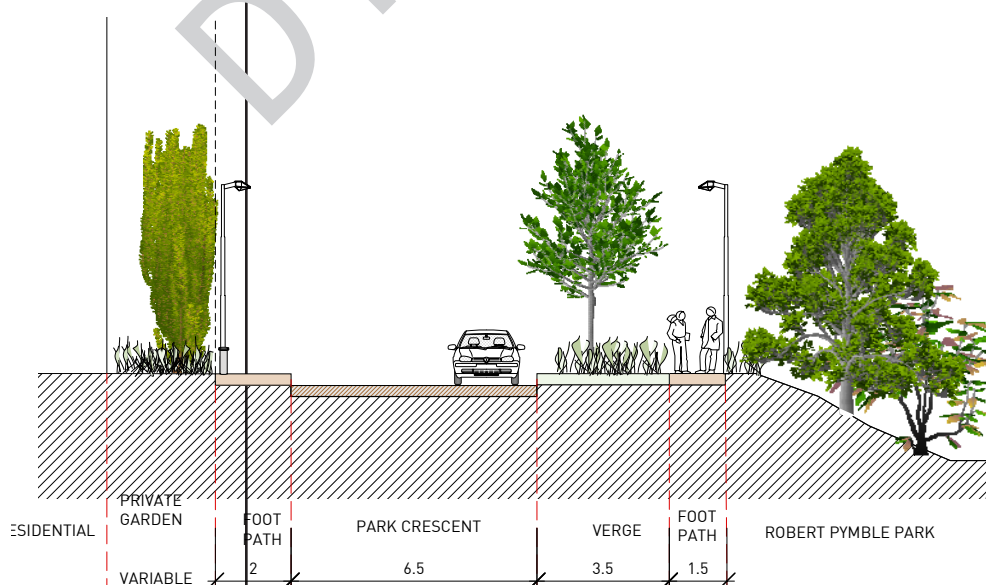 PRIVATE
GARDEN
ESIDENTIAL
FOOT
PATH
PARK CRESCENT
VERGE
FOOT
PATH
ROBERT PYMBLE PARK
VARIABLE
2
6.5
3.5
1.5